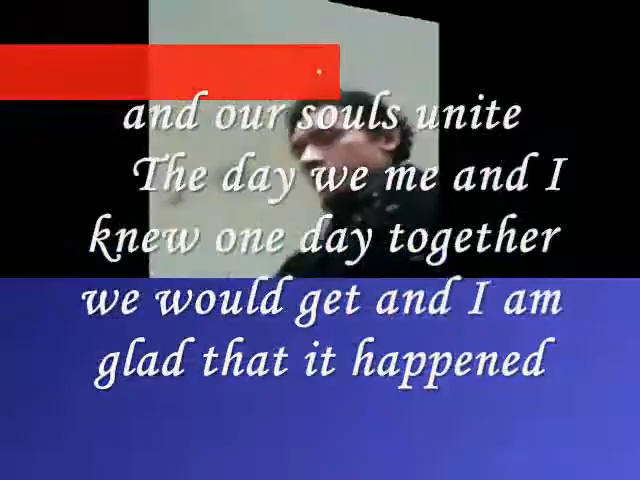 and our souls unite
The day we me and I
knew one day together
we would get and I am
glad that it happened